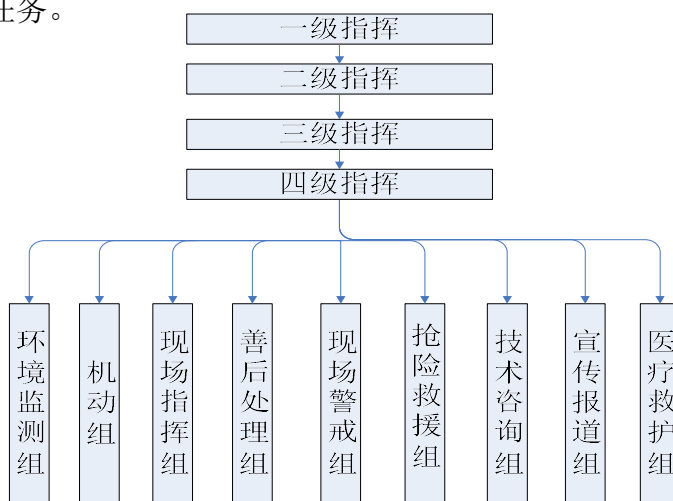 任务。
一级指挥
二级指挥
三级指挥
四级指挥
环境监测组
机动组
现场指挥组
善后处理组
现场警戒组
抢险救援组
技术咨询组
宣传报道组
医疗救护组